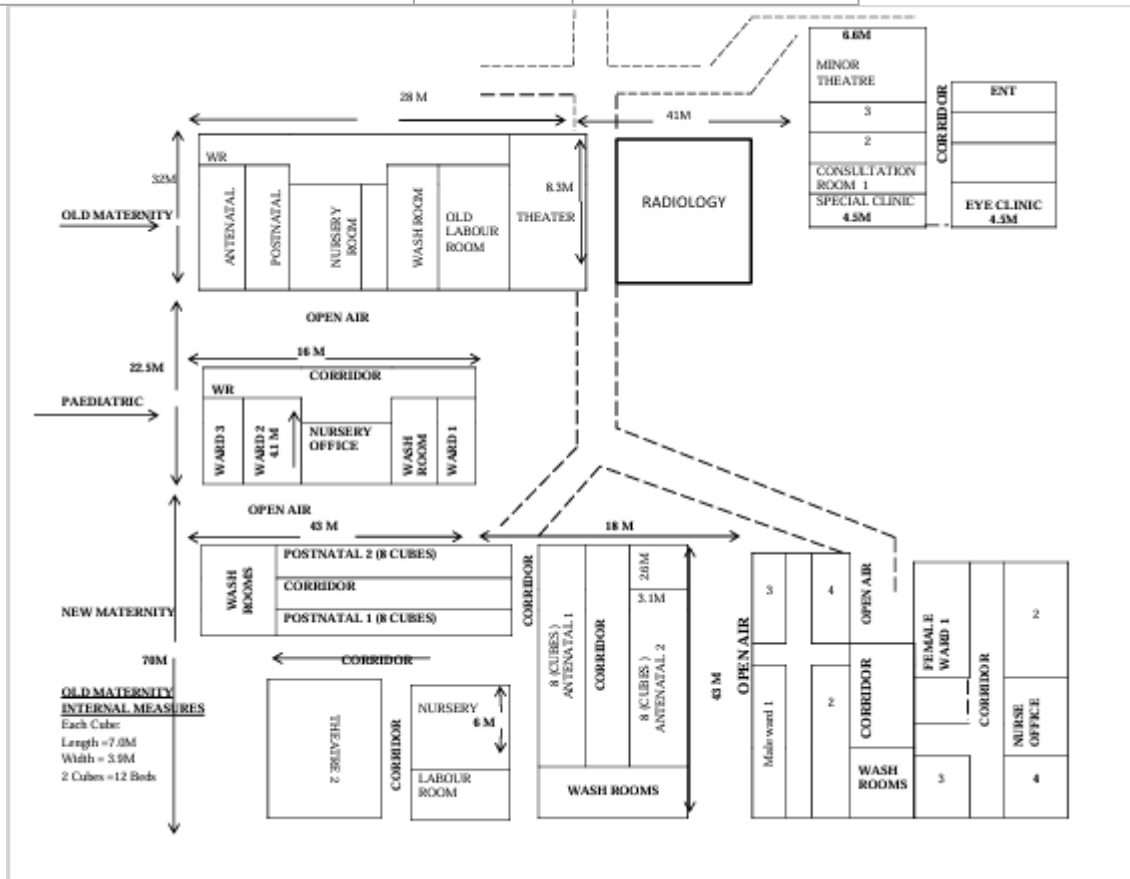 6.6M
MINOR
THEATRE
3
2
CONSULTATION
ROOM 1
SPECIAL CLINIC
4.5M
CORRIDOR
ENT
EYE CLINIC
4.5M
28 M
41M
32M
OLD MATERNITY
WR
ANTENATAL
POSTNATAL
NURSERY
ROOM
WASH ROOM
OLD
LABOUR
ROOM
8.3M
THEATER
RADIOLOGY
OPEN AIR
22.5M
16 M
CORRIDOR
PAEDIATRIC
WR
WARD 3
WARD 2
4.1 M
NURSERY
OFFICE
WASH
ROOM
WARD 1
OPEN AIR
43 M
18 M
NEW MATERNITY
WASH
ROOMS
POSTNATAL 2 (8 CUBES)
CORRIDOR
POSTNATAL 1 (8 CUBES)
CORRIDOR
8 (CUBES )
ANTENATAL 1
CORRIDOR
2.6M
3.1M
8 (CUBES )
ANTENATAL 2
WASH ROOMS
43 M
OPEN AIR
3
4
Male ward 1
2
OPEN AIR
CORRIDOR
WASH
ROOMS
FEMALE
WARD 1
3
CORRIDOR
2
NURSE
OFFICE
4
70M
CORRIDOR
THEATRE 2
CORRIDOR
NURSERY
6 M
LABOUR
ROOM
OLD MATERNITY
INTERNAL MEASURES
Each Cube:
Length =7.0M
Width = 3.9M
2 Cubes =12 Beds